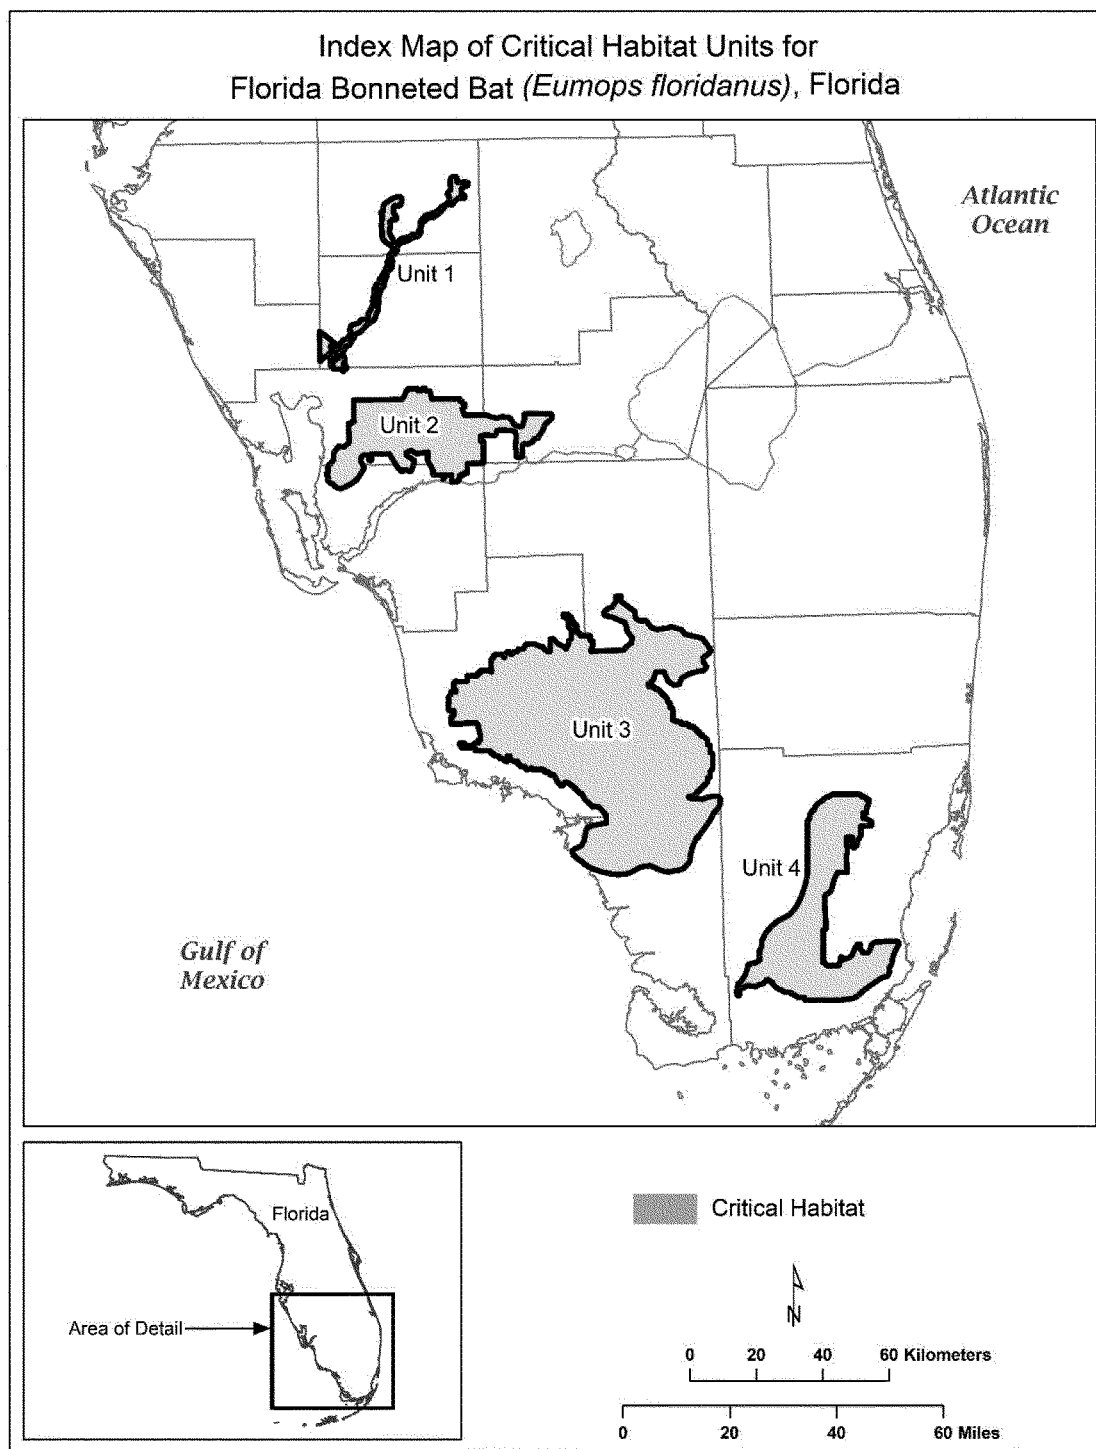 Index Map of Critical Habitat Units for
Florida Bonneted Bat (Eumops floridanus), Florida
Atlantic
Ocean
Unit 1
Unit 2
Unit 3
Unit 4
Gulf of
Mexico
Florida
Area of Detail
Critical Habitat
N
0 20 40 60 Kilometers
0 20 40 60 Miles